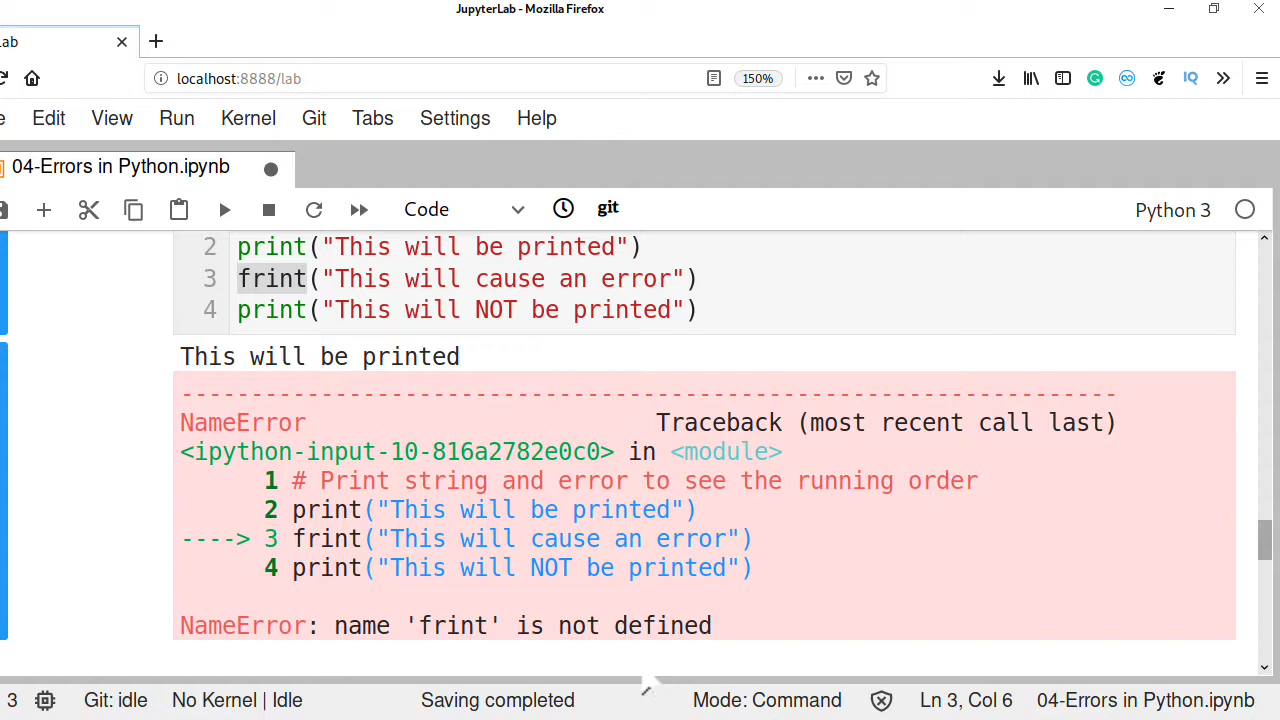 JupyterLab - Mozilla Firefox
ab
localhost:8888/lab
150%
IQ
e Edit View Run Kernel Git Tabs Settings Help
04-Errors in Python.ipynb
Code git Python 3
2 print("This will be printed")
3 frint("This will cause an error")
4 print("This will NOT be printed")
This will be printed
---------------------------------------------------------------------------
NameError Traceback (most recent call last)
<ipython-input-10-816a2782e0c0> in <module>
1 # Print string and error to see the running order
2 print("This will be printed")
----> 3 frint("This will cause an error")
4 print("This will NOT be printed")
NameError: name 'frint' is not defined
3 Git: idle No Kernel | Idle Saving completed Mode: Command Ln 3, Col 6 04-Errors in Python.ipynb